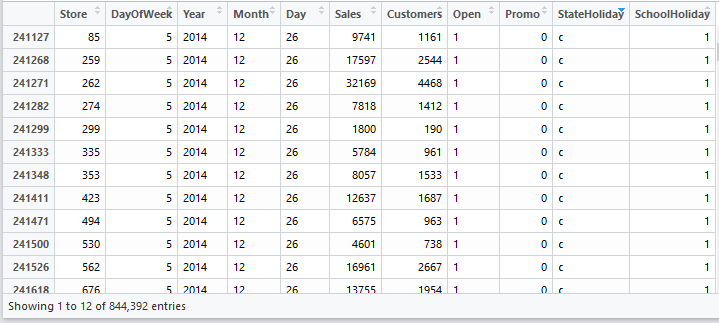 Store DayOfWeek Year Month Day Sales Customers Open Promo StateHoliday SchoolHoliday
241127 85 5 2014 12 26 9741 1161 1 0 c 1
241268 259 5 2014 12 26 17597 2544 1 0 c 1
241271 262 5 2014 12 26 32169 4468 1 0 c 1
241282 274 5 2014 12 26 7818 1412 1 0 c 1
241299 299 5 2014 12 26 1800 190 1 0 c 1
241333 335 5 2014 12 26 5784 961 1 0 c 1
241348 353 5 2014 12 26 8057 1533 1 0 c 1
241411 423 5 2014 12 26 12637 1687 1 0 c 1
241471 494 5 2014 12 26 6575 963 1 0 c 1
241500 530 5 2014 12 26 4601 738 1 0 c 1
241526 562 5 2014 12 26 16961 2667 1 0 c 1
241618 676 5 2014 12 26 13755 1954 1 0 c 1
Showing 1 to 12 of 844,392 entries